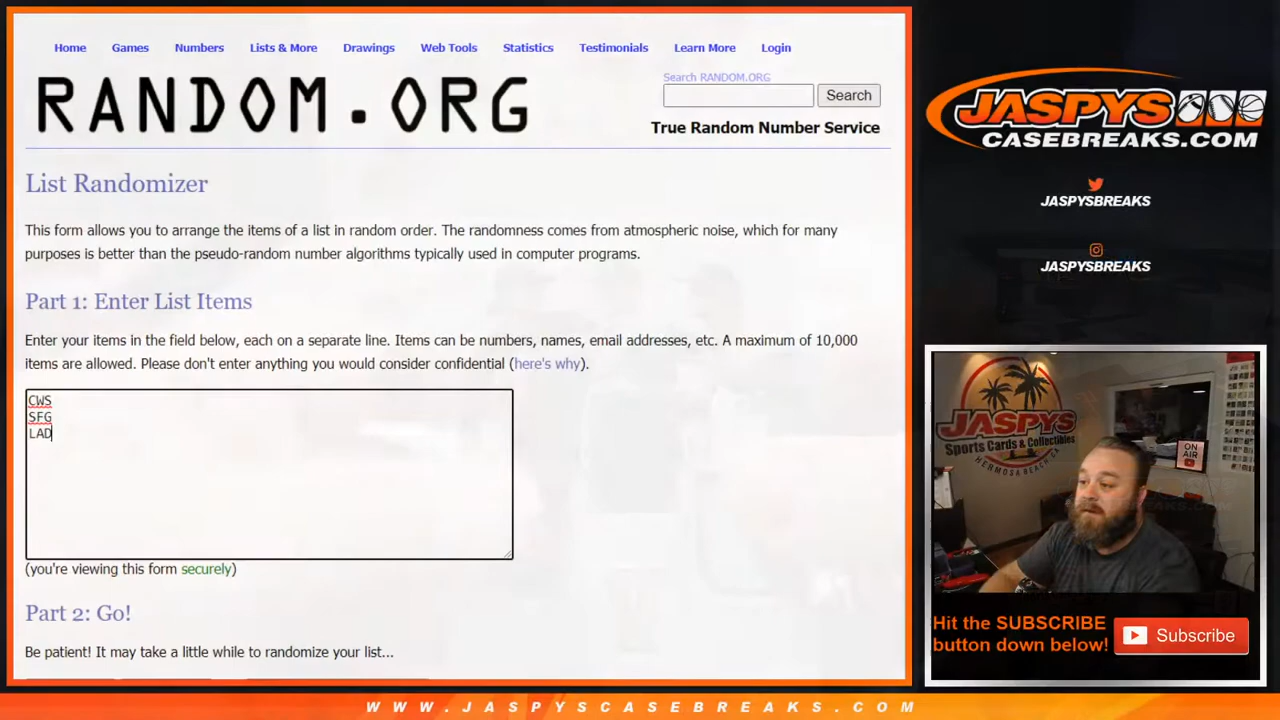 Home Games Numbers Lists & More Drawings Web Tools Statistics Testimonials Learn More Login
RANDOM.ORG
Search RANDOM.ORG
Search
True Random Number Service
List Randomizer
This form allows you to arrange the items of a list in random order. The randomness comes from atmospheric noise, which for many
purposes is better than the pseudo-random number algorithms typically used in computer programs.
Part 1: Enter List Items
Enter your items in the field below, each on a separate line. Items can be numbers, names, email addresses, etc. A maximum of 10,000
items are allowed. Please don't enter anything you would consider confidential (here's why).
CWS
SFG
LAD
(you're viewing this form securely)
Part 2: Go!
Be patient! It may take a little while to randomize your list...
JASPYS
CASEBREAKS.COM
JASPYSBREAKS
JASPYSBREAKS
JASPYS
Sports Cards & Collectibles
HERMOSA BEACH, CA
ON
AIR
Hit the SUBSCRIBE
button down below!
Subscribe
WWW.JASPYSCASEBREAKS.COM